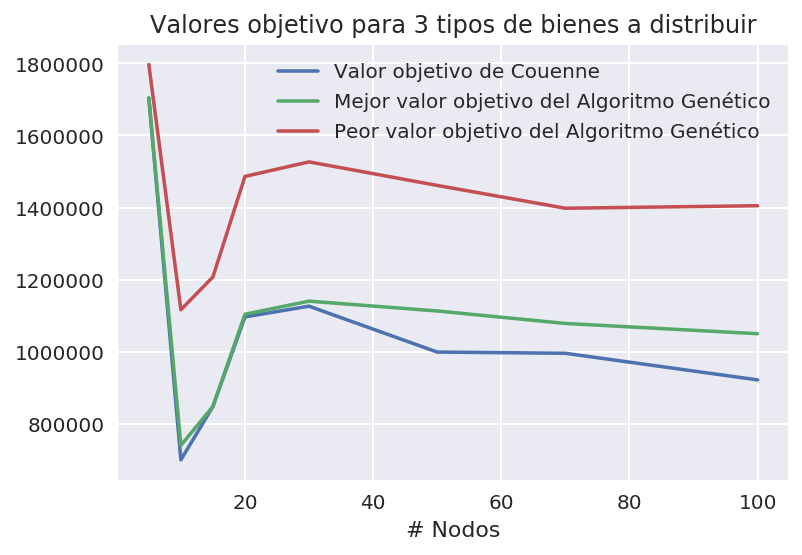 Valores objetivo para 3 tipos de bienes a distribuir
Valor objetivo de Couenne
Mejor valor objetivo del Algoritmo Genético
Peor valor objetivo del Algoritmo Genético
1800000
1600000
1400000
1200000
1000000
800000
20 40 60 80 100
# Nodos